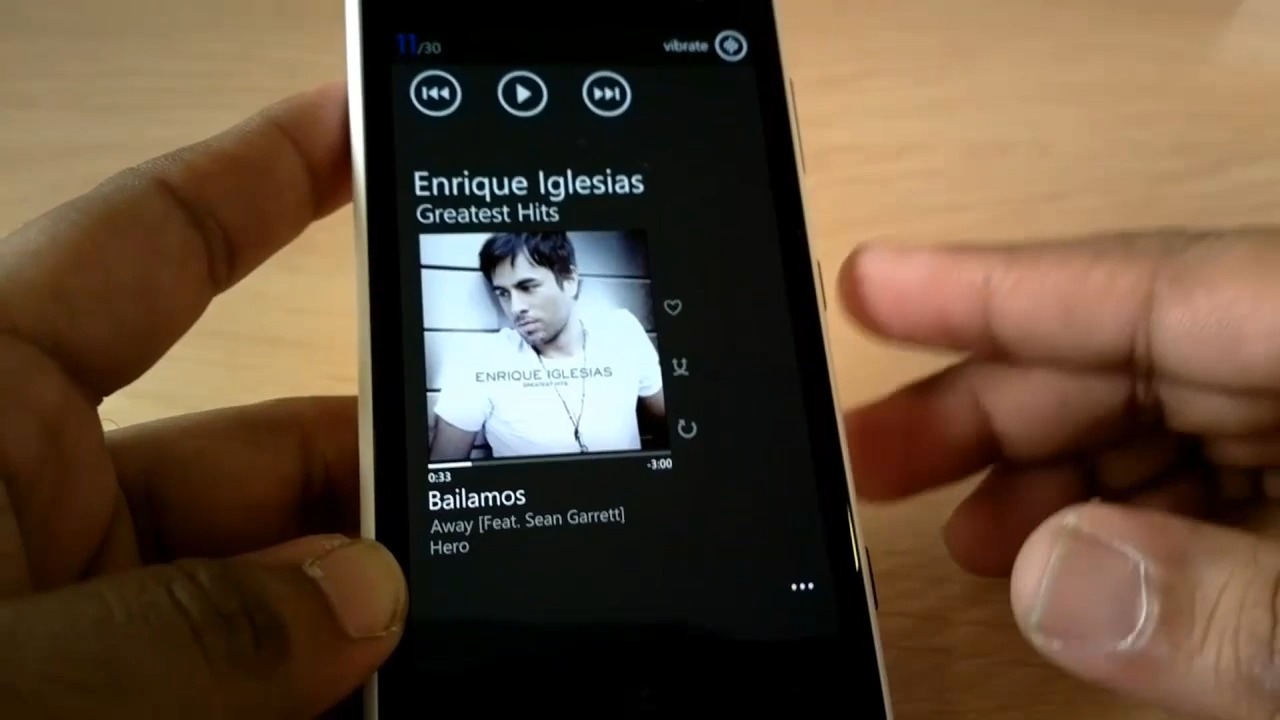 11/30
vibrate
Enrique Iglesias
Greatest Hits
ENRIQUE IGLESIAS
GREATEST HITS
0:33
-3:00
Bailamos
Away [Feat. Sean Garrett]
Hero